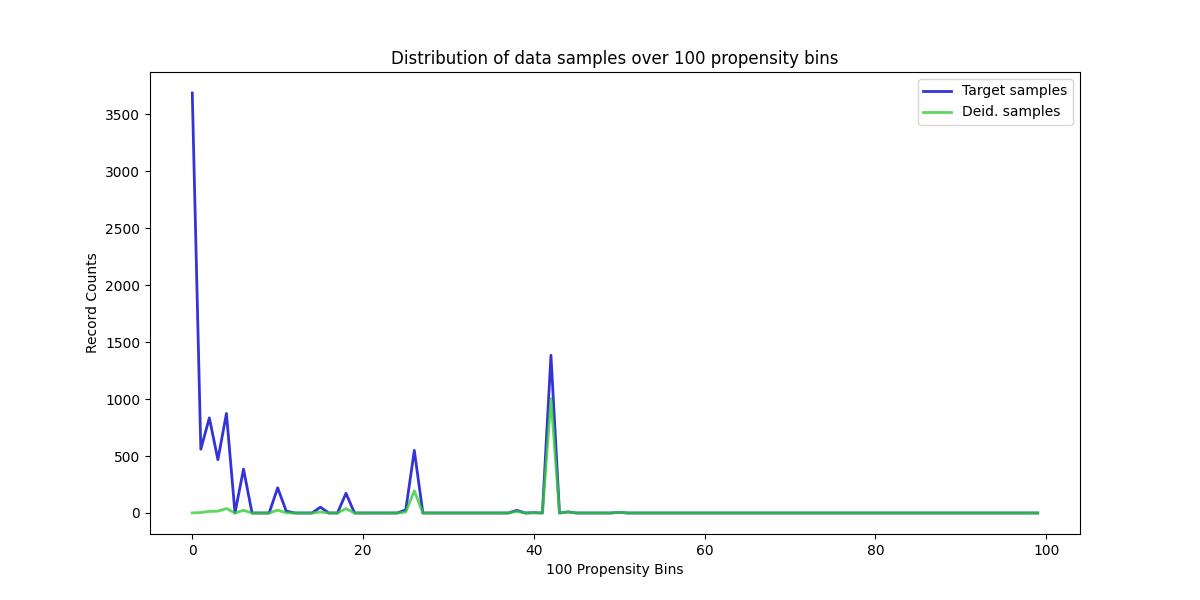 Distribution of data samples over 100 propensity bins
Target samples
Deid. samples
3500
3000
2500
2000
1500
1000
500
0
Record Counts
0 20 40 60 80 100
100 Propensity Bins